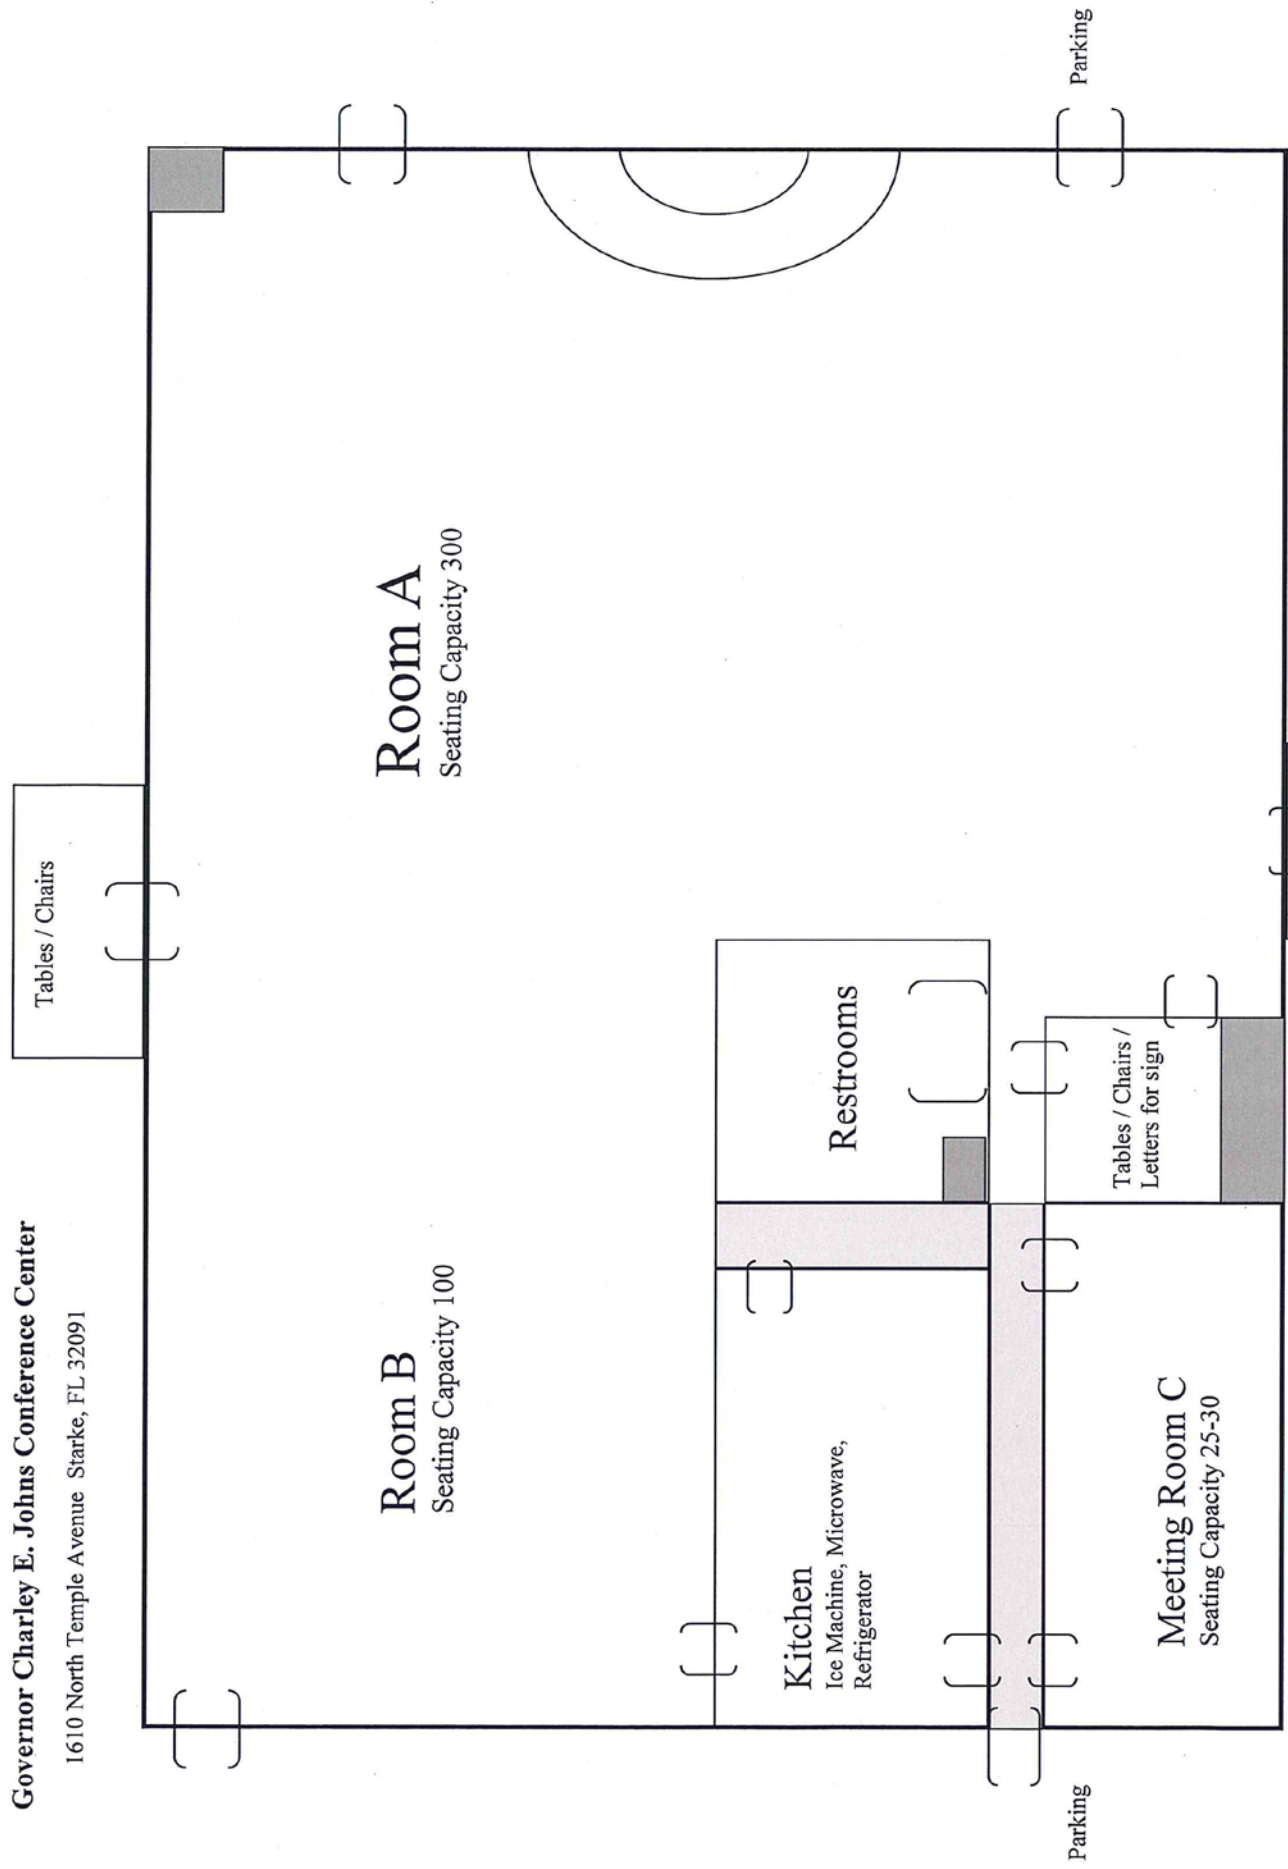 Governor Charley E. Johns Conference Center
1610 North Temple Avenue Starke, FL 32091
Tables / Chairs
Room B
Seating Capacity 100
Room A
Seating Capacity 300
Kitchen
Ice Machine, Microwave,
Refrigerator
Restrooms
Meeting Room C
Seating Capacity 25-30
Tables / Chairs /
Letters for sign
Parking
Parking